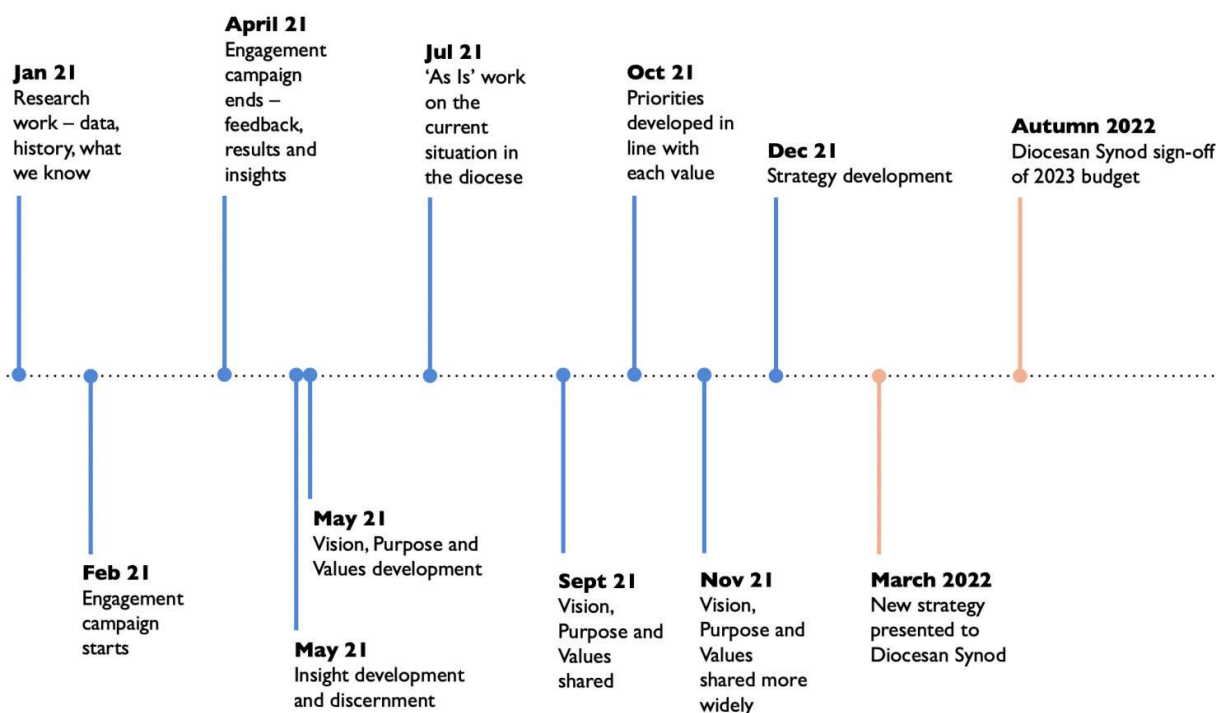 Jan 21
Research
work – data,
history, what
we know
Feb 21
Engagement
campaign
starts
April 21
Engagement
campaign
ends –
feedback,
results and
insights
May 21
Insight development
and discernment
May 21
Vision, Purpose and
Values development
Jul 21
‘As Is’ work
on the
current
situation in
the diocese
Sept 21
Vision,
Purpose and
Values
shared
Oct 21
Priorities
developed in
line with
each value
Nov 21
Vision,
Purpose and
Values
shared more
widely
Dec 21
Strategy development
March 2022
New strategy
presented to
Diocesan Synod
Autumn 2022
Diocesan Synod sign-off
of 2023 budget